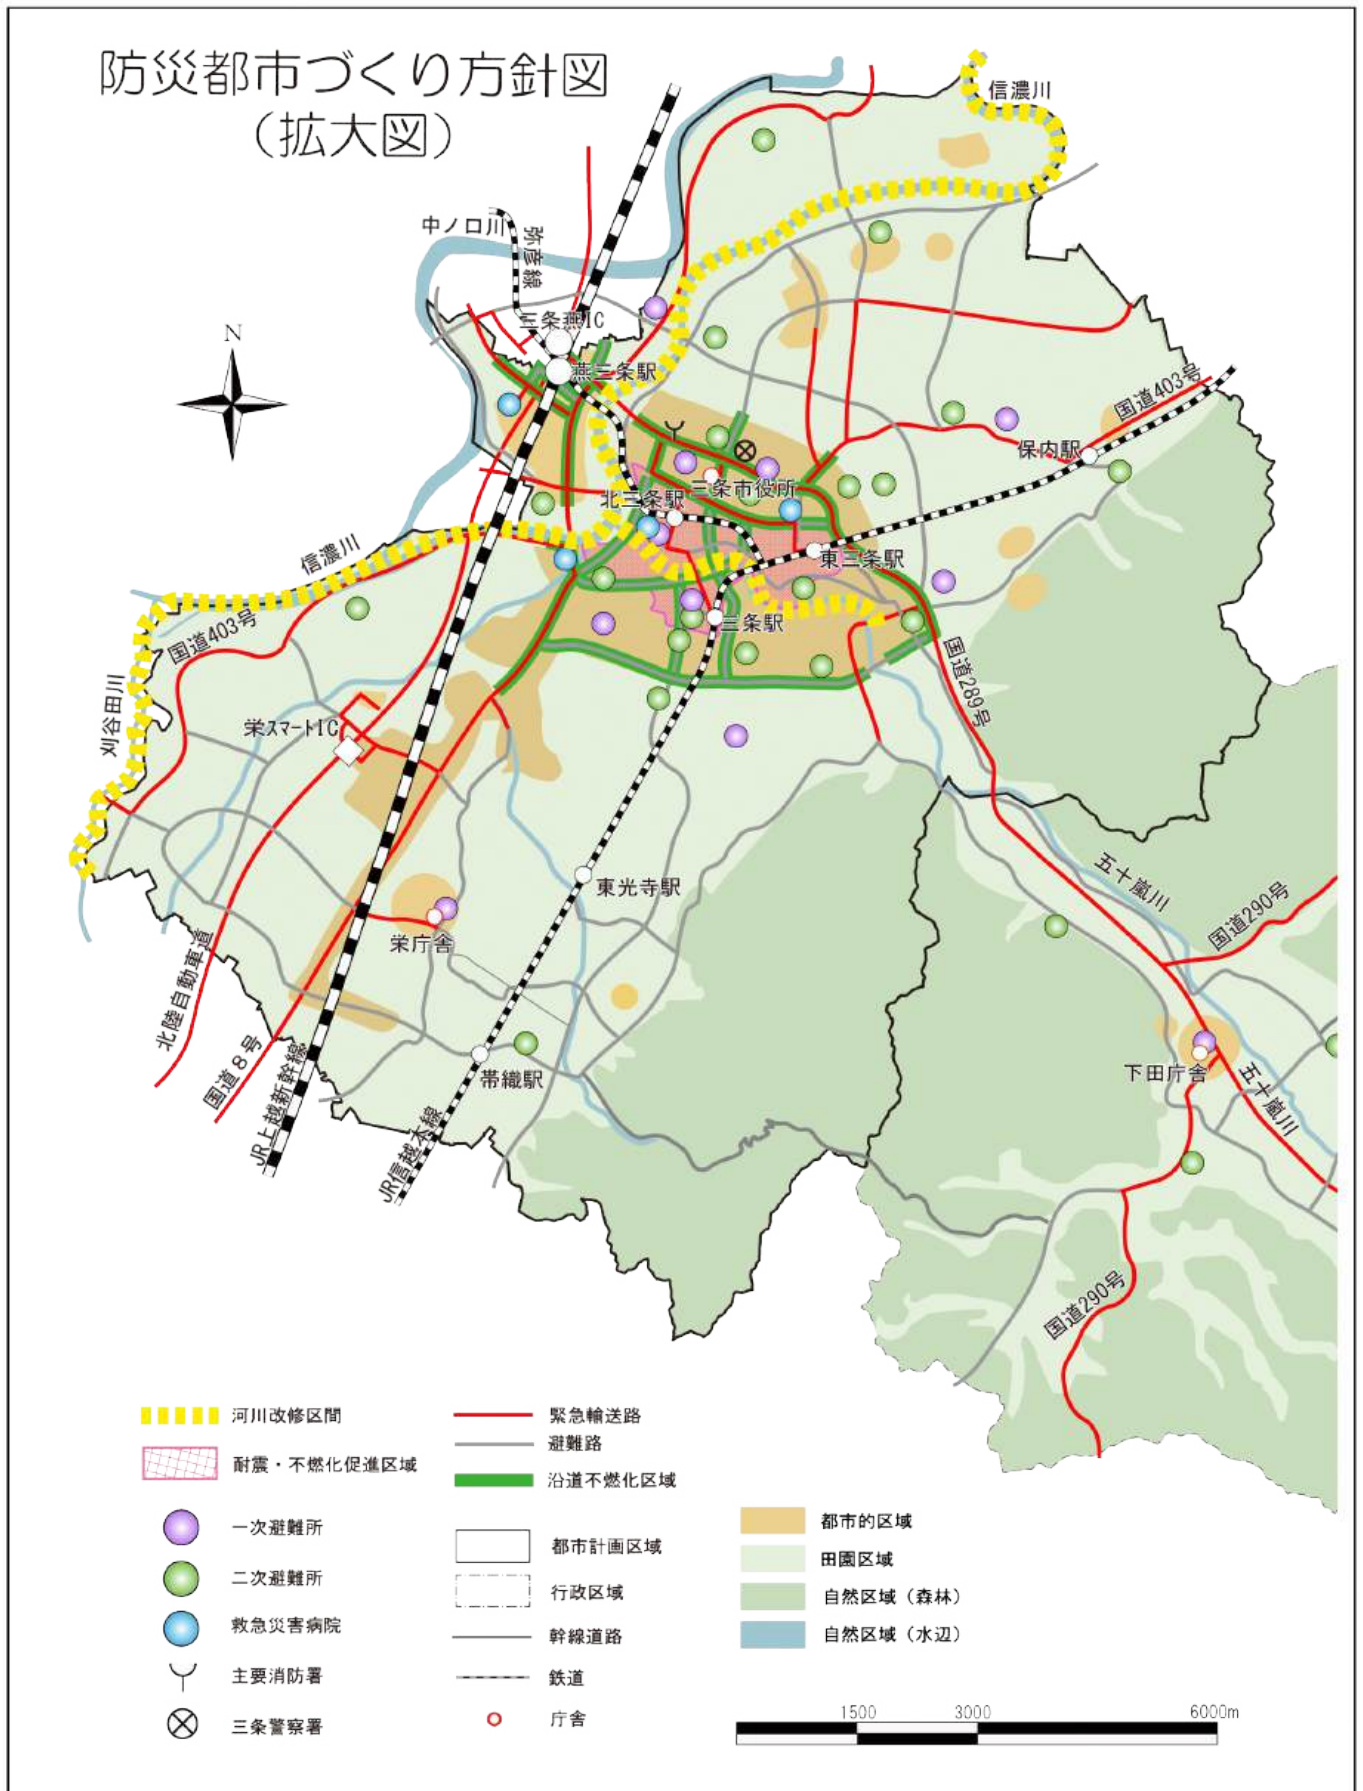 防災都市づくり方針図
（拡大図）
信濃川
中ノ口川
弥彦線
三条燕IC
N
燕三条駅
国道403号
保内駅
三条市役所
北三条駅
東三条駅
信濃川
国道403号
三条駅
国道289号
刈谷田川
栄スマートIC
五十嵐川
東光寺駅
国道290号
栄庁舎
北陸自動車道
国道8号
JR上越新幹線
帯織駅
下田庁舎
五十嵐川
JR信越本線
国道290号
河川改修区間
耐震・不燃化促進区域
一次避難所
二次避難所
救急災害病院
主要消防署
三条警察署
緊急輸送路
避難路
沿道不燃化区域
都市計画区域
行政区域
幹線道路
鉄道
庁舎
都市的区域
田園区域
自然区域（森林）
自然区域（水辺）
1500 3000 6000m